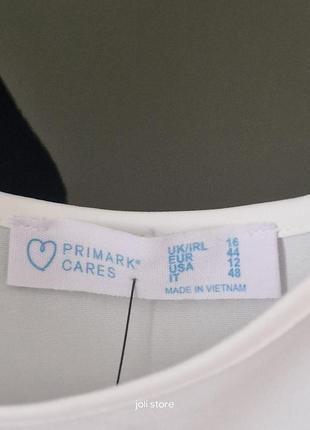 PRIMARK®
CARES
UK/IRL 16
EUR 44
USA 12
IT 48
MADE IN VIETNAM
joli store